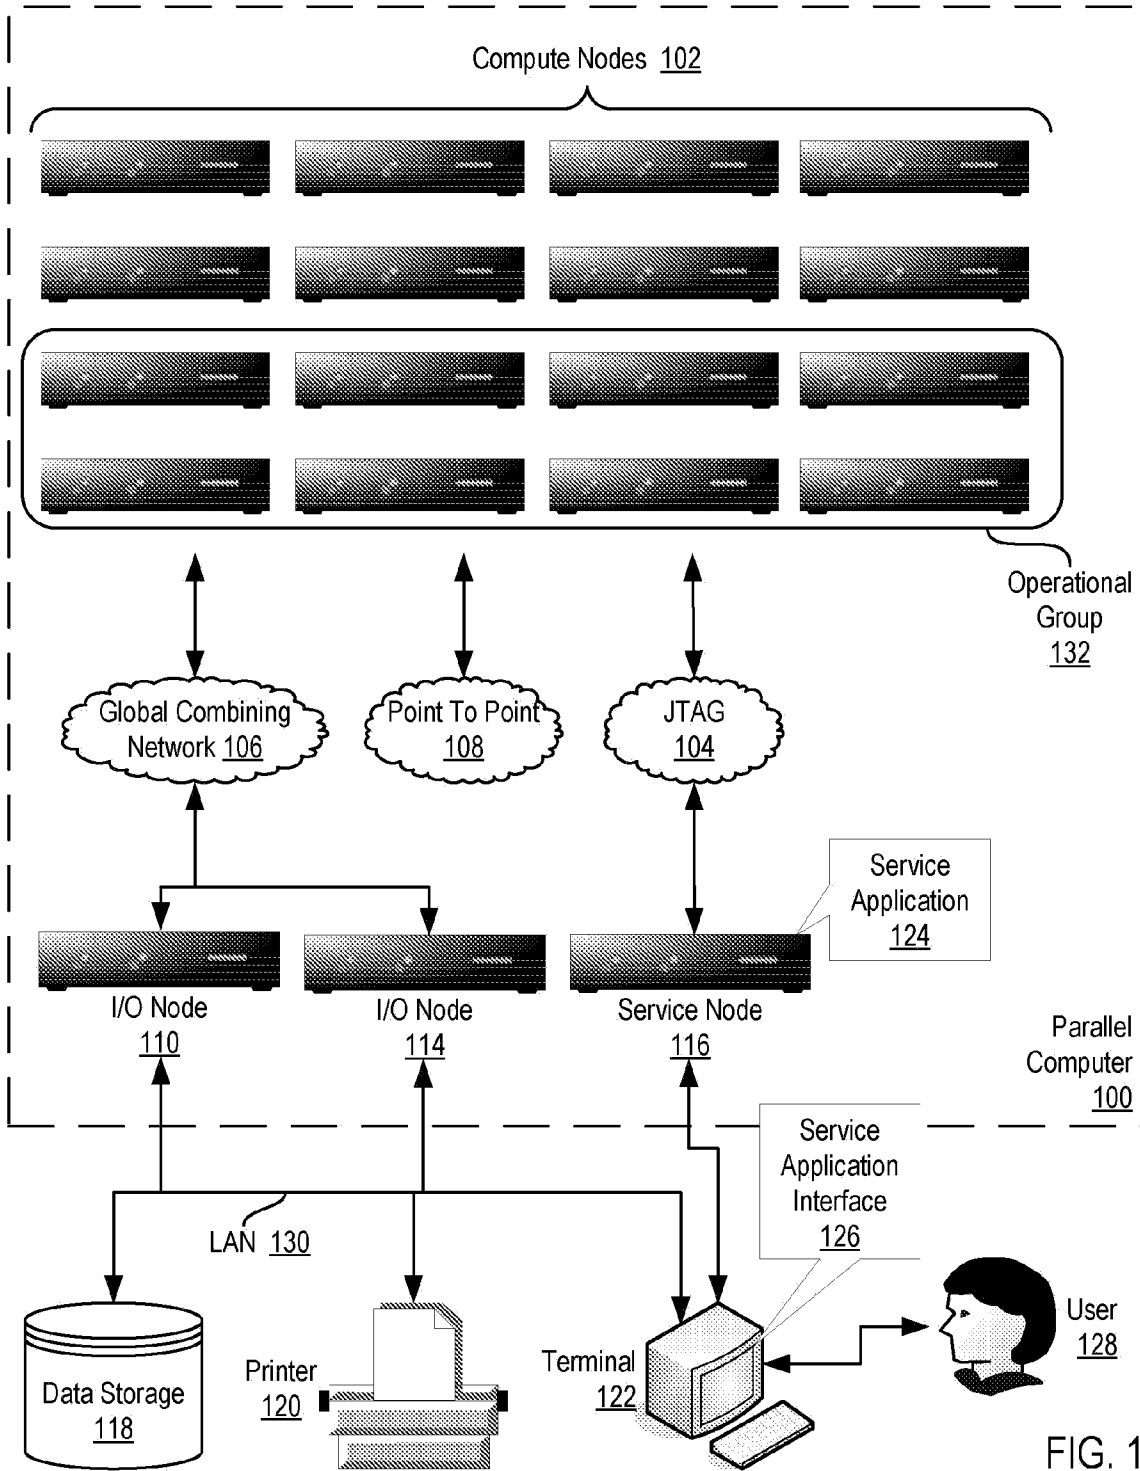 Compute Nodes 102
Operational
Group
132
Global Combining
Network 106
Point To Point
108
JTAG
104
Service
Application
124
I/O Node
110
I/O Node
114
Service Node
116
Parallel
Computer
100
Service
Application
Interface
126
LAN 130
Data Storage
118
Printer
120
Terminal
122
User
128
FIG. 1